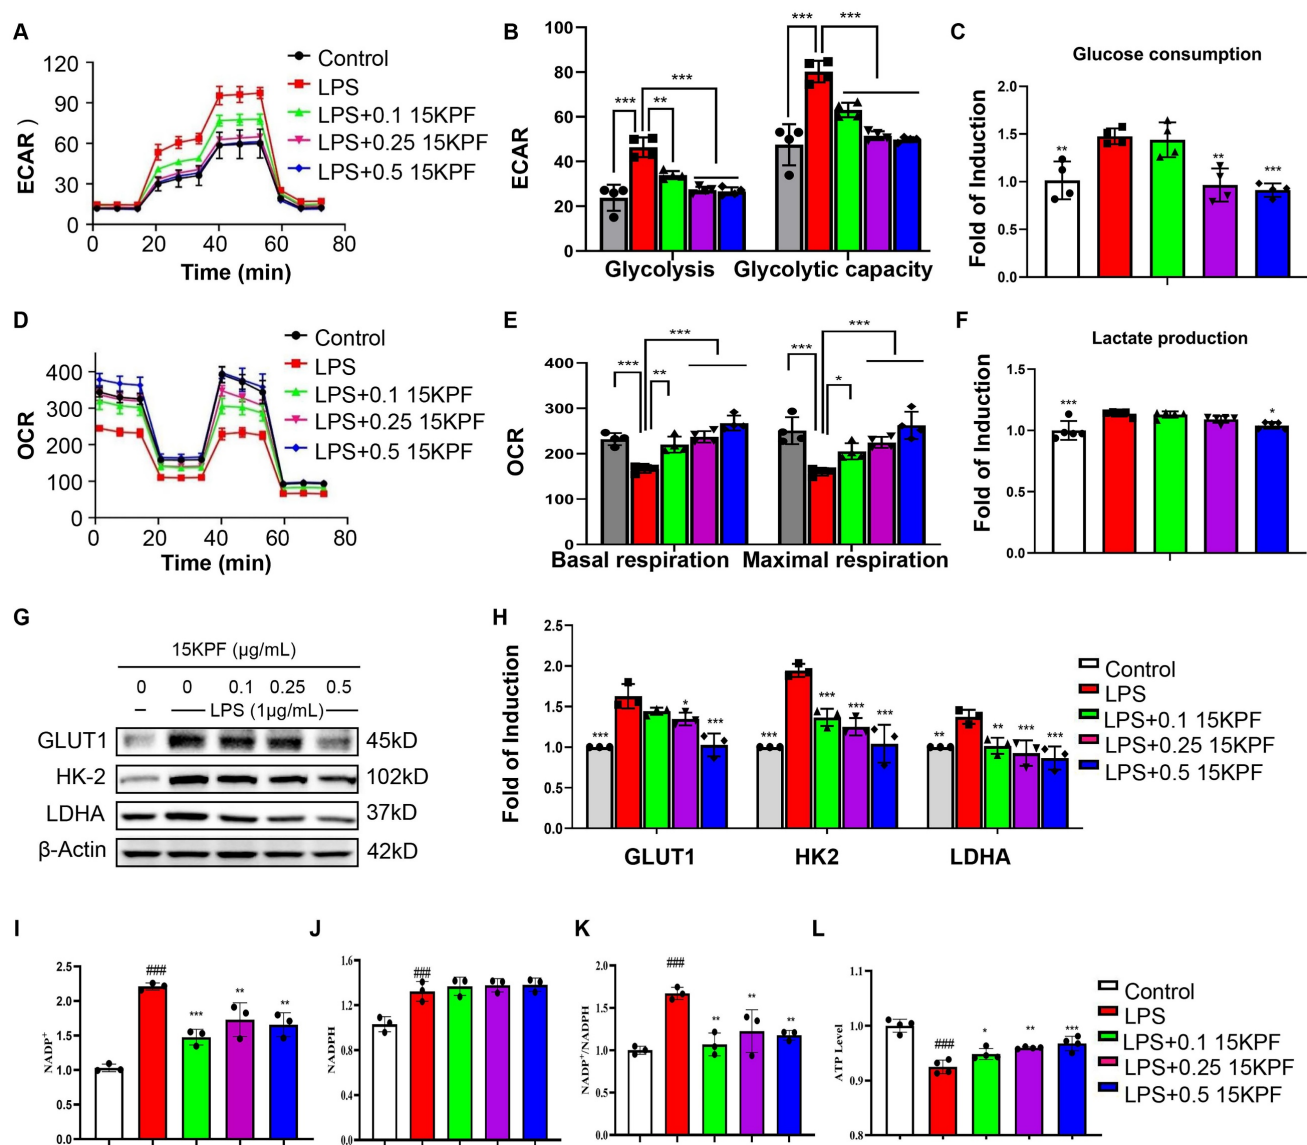 A
ECAR )
120
90
60
30
0
0 20 40 60 80
Time (min)
Control
LPS
LPS+0.1 15KPF
LPS+0.25 15KPF
LPS+0.5 15KPF
B
ECAR
100
80
60
40
20
0
*** ** *** *** ***
Glycolysis Glycolytic capacity
C
Glucose consumption
Fold of Induction
2.0
1.5
1.0
0.5
0.0
** ** ***
D
OCR
400
300
200
100
0
0 20 40 60 80
Time (min)
Control
LPS
LPS+0.1 15KPF
LPS+0.25 15KPF
LPS+0.5 15KPF
E
OCR
400
300
200
100
0
*** ** *** *** * ***
Basal respiration Maximal respiration
F
Lactate production
Fold of Induction
1.5
1.0
0.5
0.0
*** *
G
15KPF (μg/mL)
0 0 0.1 0.25 0.5
– LPS (1μg/mL)
GLUT1 45kD
HK-2 102kD
LDHA 37kD
β-Actin 42kD
H
Fold of Induction
2.5
2.0
1.5
1.0
0.5
0.0
*** * *** *** *** *** *** ** ** *** ***
GLUT1 HK2 LDHA
Control
LPS
LPS+0.1 15KPF
LPS+0.25 15KPF
LPS+0.5 15KPF
I
NADP+
2.5
2.0
1.5
1.0
0.5
0.0
### *** ** **
J
NADPH
1.6
1.2
0.8
0.4
0.0
###
K
NADP+/NADPH
2.0
1.5
1.0
0.5
0.0
### ** ** **
L
ATP Level
1.1
1.0
0.9
0.8
### * ** ***
Control
LPS
LPS+0.1 15KPF
LPS+0.25 15KPF
LPS+0.5 15KPF